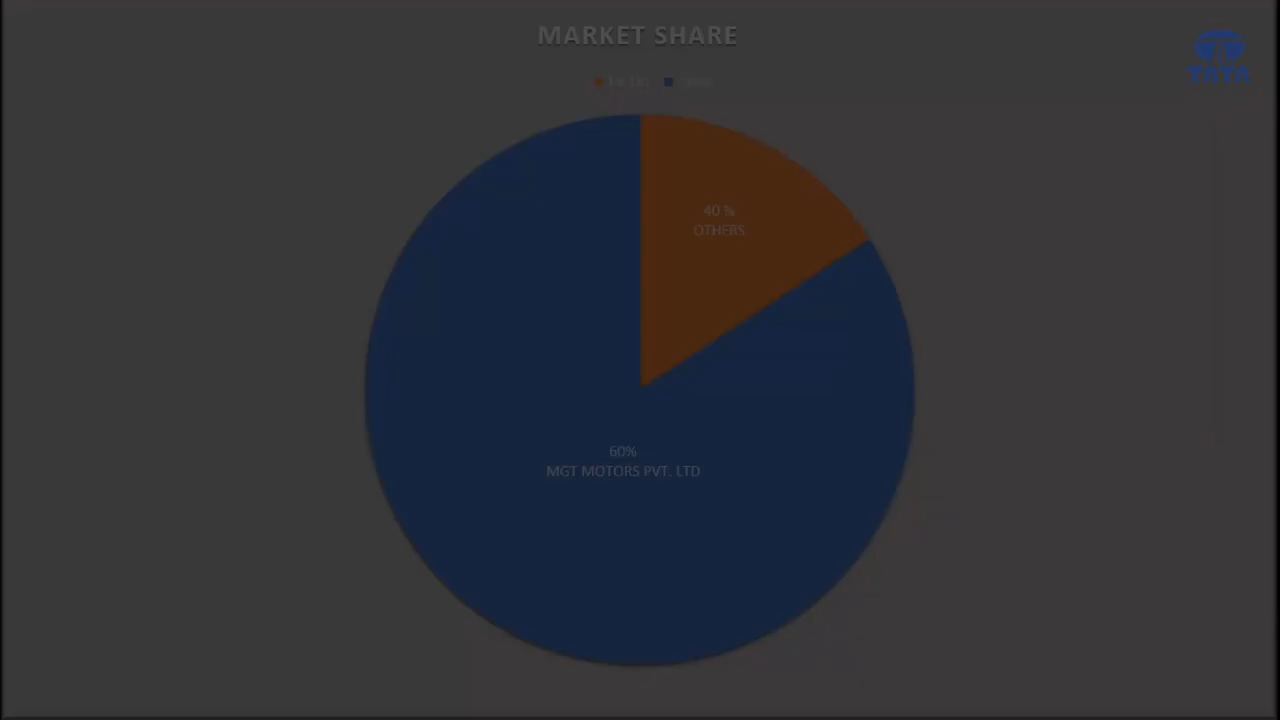 MARKET SHARE
TATA
40 %
OTHERS
60%
MGT MOTORS PVT. LTD